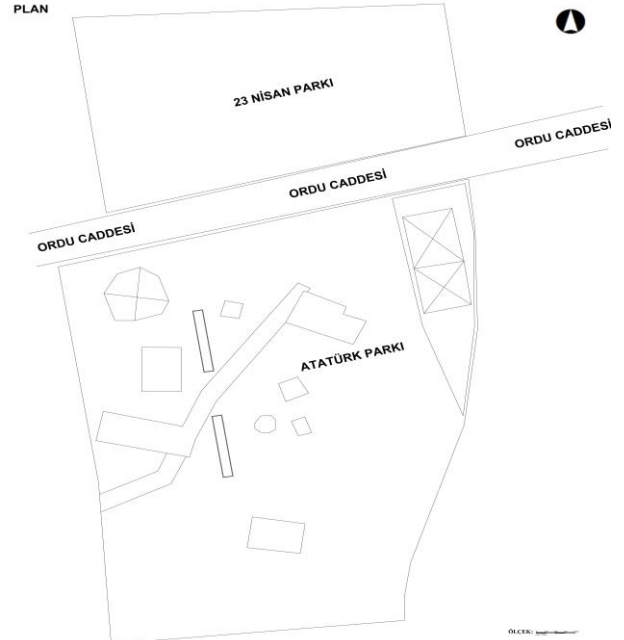 PLAN
23 NİSAN PARKI
ORDU CADDESİ
ORDU CADDESİ
ORDU CADDESİ
ATATÜRK PARKI
ÖLÇEK: